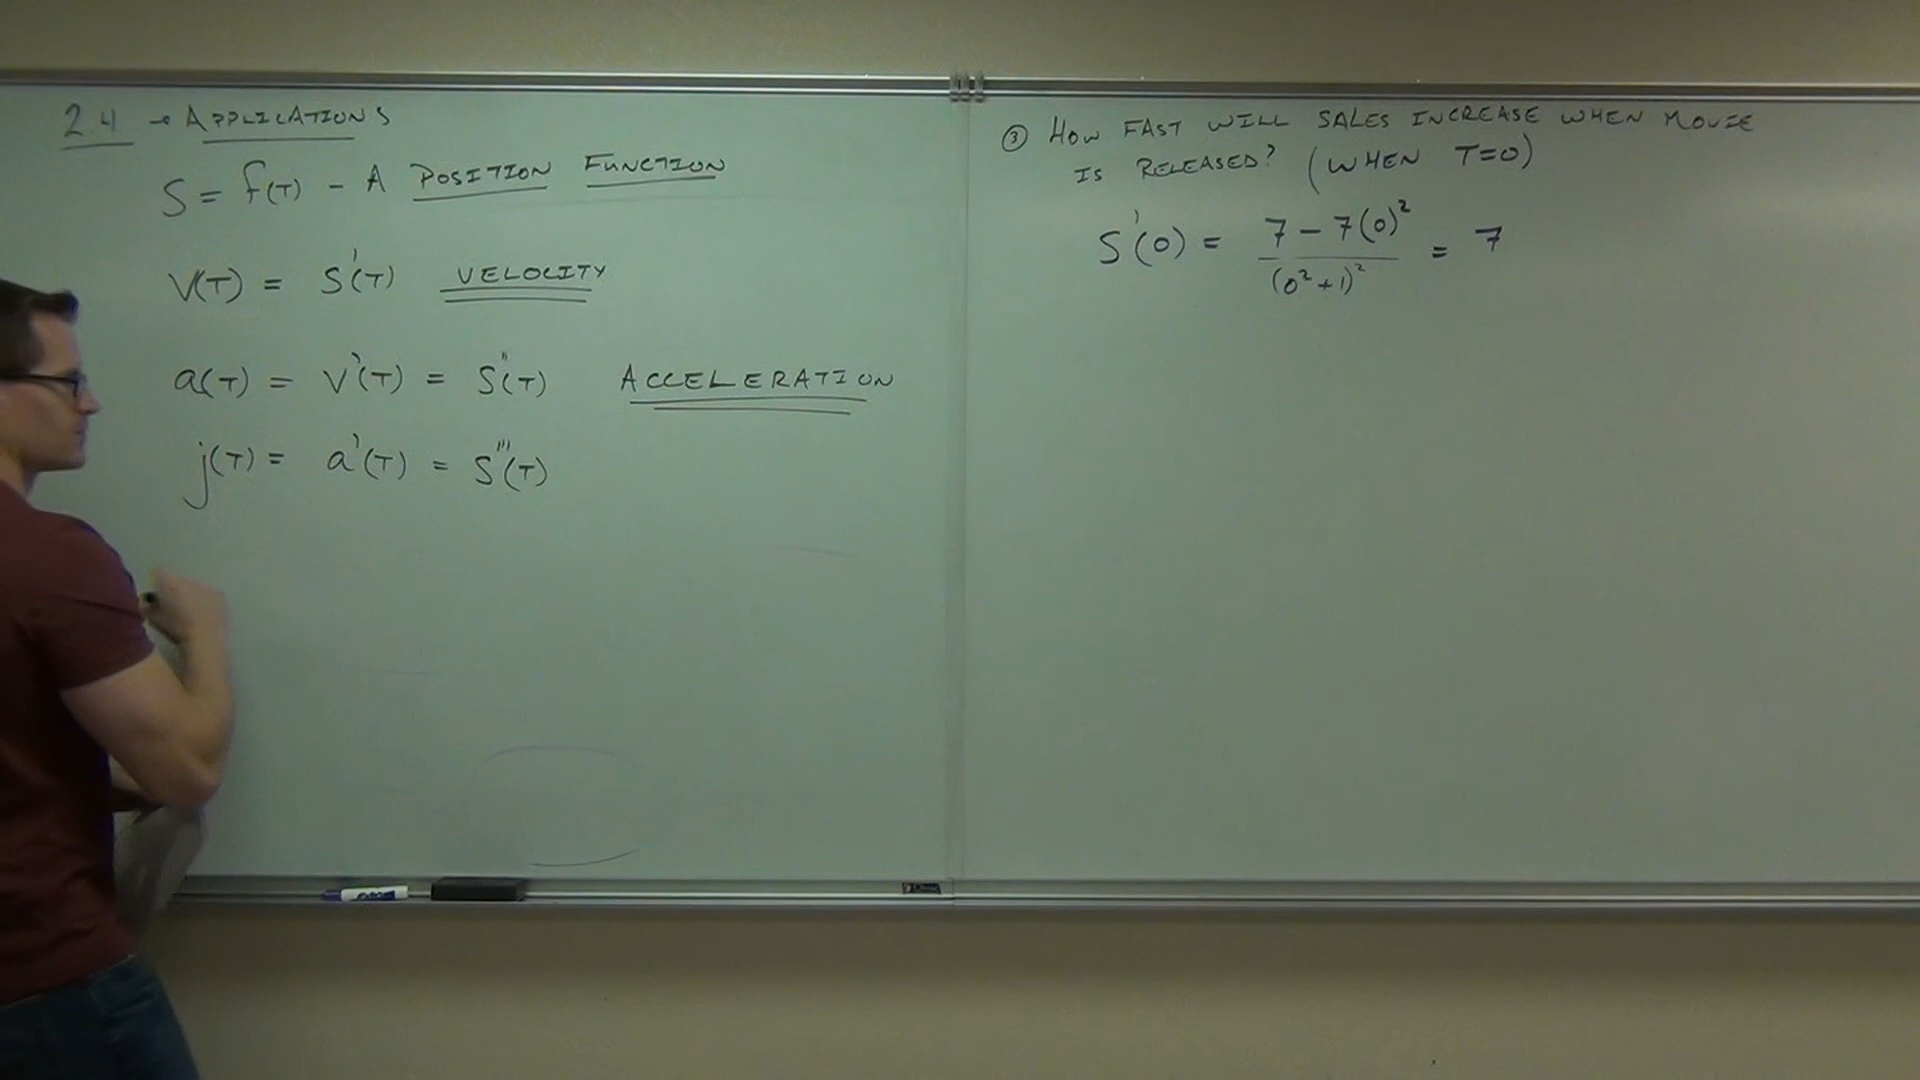 2.4 → APPLICATIONS
S = f(T) - A POSITION FUNCTION
V(T) = S'(T) VELOCITY
a(T) = V'(T) = S''(T) ACCELERATION
j(T) = a'(T) = S'''(T)
③ HOW FAST WILL SALES INCREASE WHEN MOVIE
IS RELEASED? (WHEN T=0)
S'(0) = 7 - 7(0)² / (0² + 1)² = 7